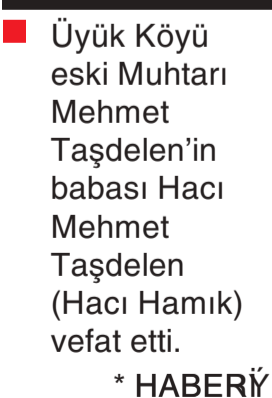 Üyük Köyü
eski Muhtarı
Mehmet
Taşdelen’in
babası Hacı
Mehmet
Taşdelen
(Hacı Hamık)
vefat etti.
* HABERİ